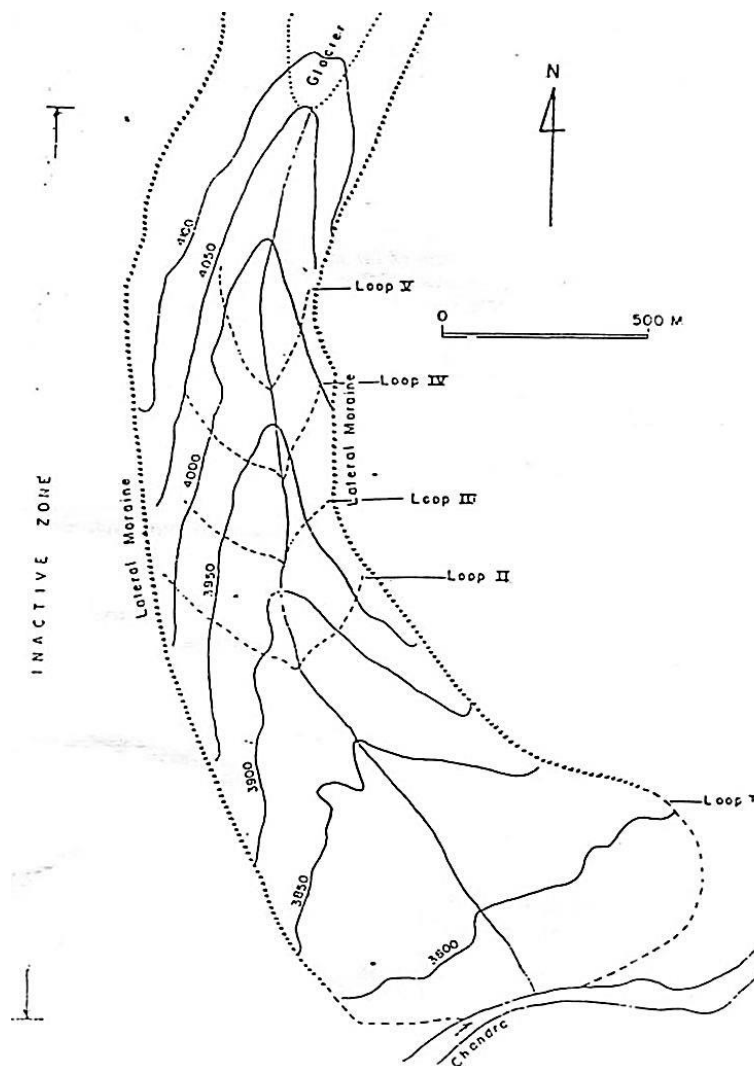 Glacier
N
4100
4050
Loop V
0 500 M
Loop IV
Lateral Moraine
4000
Loop III
Lateral Moraine
INACTIVE ZONE
3950
Loop II
3900
Loop
3850
3800
Chandra